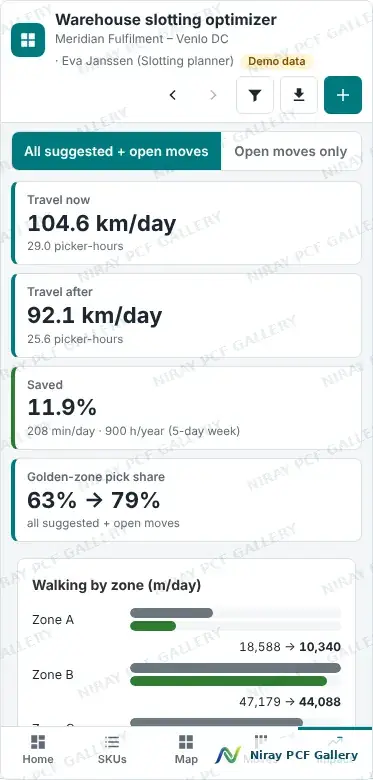 Warehouse slotting optimizer
Meridian Fulfilment – Venlo DC
· Eva Janssen (Slotting planner) Demo data
All suggested + open moves Open moves only
Travel now
104.6 km/day
29.0 picker-hours
Travel after
92.1 km/day
25.6 picker-hours
Saved
11.9%
208 min/day · 900 h/year (5-day week)
Golden-zone pick share
63% → 79%
all suggested + open moves
Walking by zone (m/day)
Zone A
18,588 → 10,340
Zone B
47,179 → 44,088
Home SKUs Map
Niray PCF Gallery
NIRAY PCF GALLERY